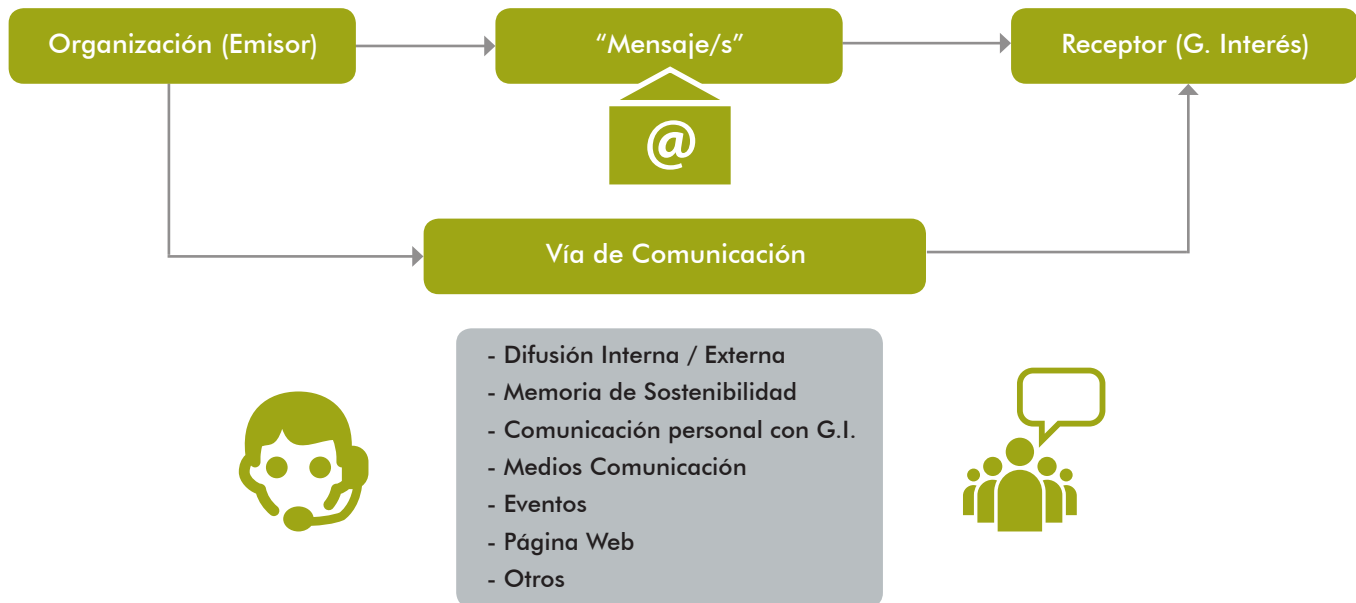 Organización (Emisor)
“Mensaje/s”
Receptor (G. Interés)
@
Vía de Comunicación
- Difusión Interna / Externa
- Memoria de Sostenibilidad
- Comunicación personal con G.I.
- Medios Comunicación
- Eventos
- Página Web
- Otros